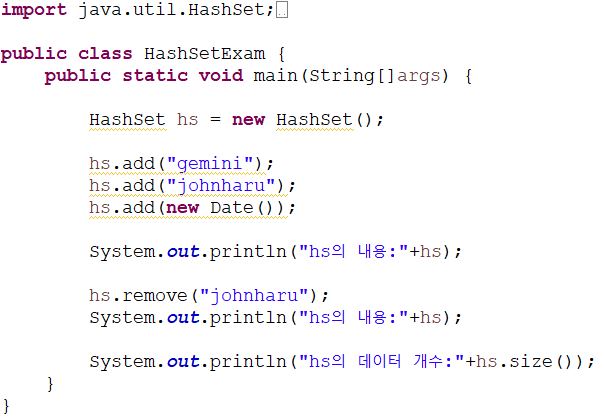 import java.util.HashSet;
public class HashSetExam {
public static void main(String[]args) {
HashSet hs = new HashSet();
hs.add("gemini");
hs.add("johnharu");
hs.add(new Date());
System.out.println("hs의 내용:"+hs);
hs.remove("johnharu");
System.out.println("hs의 내용:"+hs);
System.out.println("hs의 데이터 개수:"+hs.size());
}
}